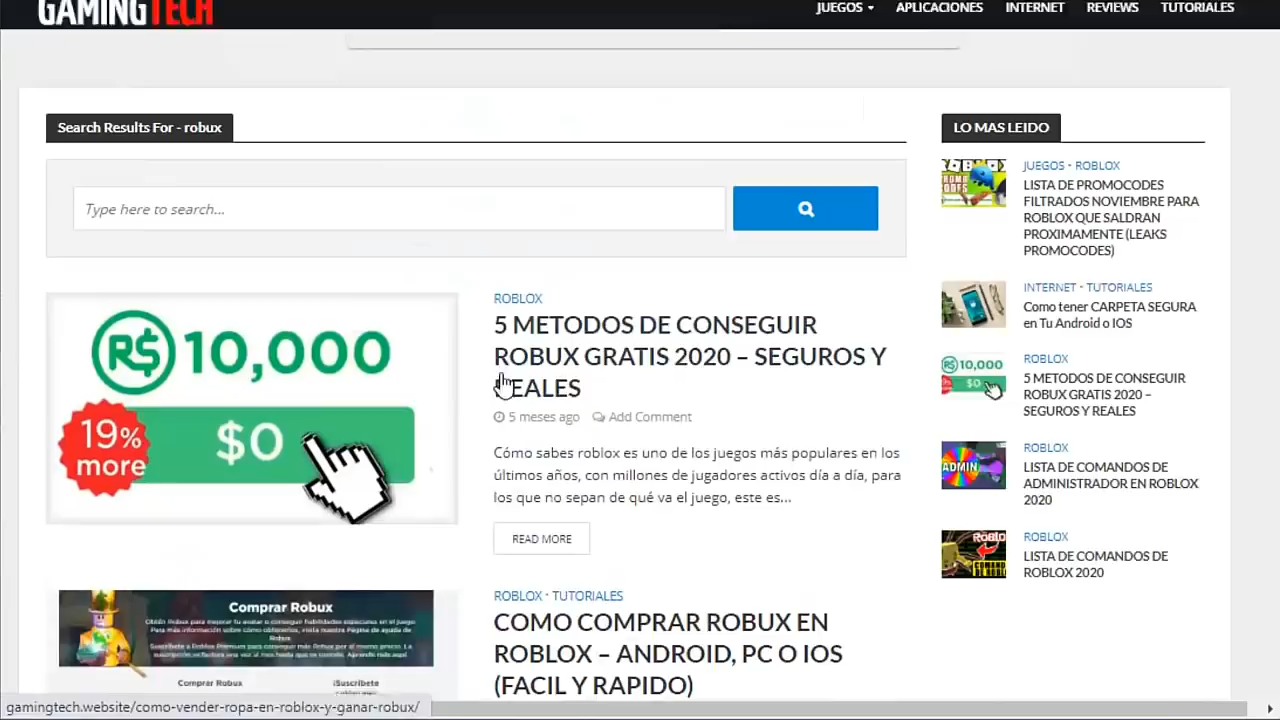 GAMINGTECH
JUEGOS APLICACIONES INTERNET REVIEWS TUTORIALES
Search Results For - robux
Type here to search...
R$ 10,000
19% more
$0
ROBLOX
5 METODOS DE CONSEGUIR
ROBUX GRATIS 2020 – SEGUROS Y
REALES
5 meses ago Add Comment
Cómo sabes roblox es uno de los juegos más populares en los
últimos años, con millones de jugadores activos día a día, para
los que no sepan de qué va el juego, este es...
READ MORE
Comprar Robux
Comprar Robux
¡Suscríbete
ROBLOX • TUTORIALES
COMO COMPRAR ROBUX EN
ROBLOX – ANDROID, PC O IOS
(FACIL Y RAPIDO)
LO MAS LEIDO
JUEGOS • ROBLOX
LISTA DE PROMOCODES
FILTRADOS NOVIEMBRE PARA
ROBLOX QUE SALDRAN
PROXIMAMENTE (LEAKS
PROMOCODES)
INTERNET • TUTORIALES
Como tener CARPETA SEGURA
en Tu Android o IOS
10,000
$0
ROBLOX
5 METODOS DE CONSEGUIR
ROBUX GRATIS 2020 –
SEGUROS Y REALES
ADMIN
ROBLOX
LISTA DE COMANDOS DE
ADMINISTRADOR EN ROBLOX
2020
ROBLOX
LISTA DE COMANDOS DE
ROBLOX 2020
gamingtech.website/como-vender-ropa-en-roblox-y-ganar-robux/